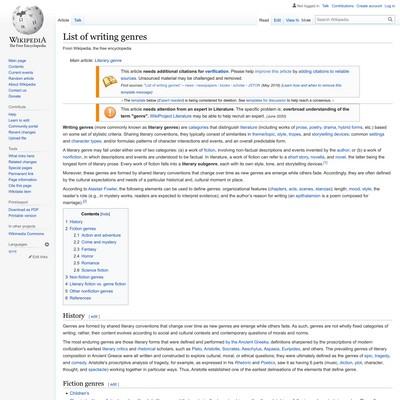 Not logged in Talk Contributions Create account Log in
Article Talk
Read Edit View history More Search Wikipedia
WIKIPEDIA
The Free Encyclopedia
Main page
Contents
Current events
Random article
About Wikipedia
Contact us
Donate
Contribute
Help
Learn to edit
Community portal
Recent changes
Upload file
Tools
What links here
Related changes
Special pages
Permanent link
Page information
Cite this page
Wikidata item
Print/export
Download as PDF
Printable version
In other projects
Wikimedia Commons
Languages
Edit links
List of writing genres
From Wikipedia, the free encyclopedia
Main article: Literary genre
This article needs additional citations for verification. Please help improve this article by adding citations to reliable
sources. Unsourced material may be challenged and removed.
Find sources: "List of writing genres" – news · newspapers · books · scholar · JSTOR (May 2019) (Learn how and when to remove this
template message)
This article needs attention from an expert in Literature. The specific problem is: overbroad understanding of the
term "genre". WikiProject Literature may be able to help recruit an expert. (June 2020)
Writing genres (more commonly known as literary genres) are categories that distinguish literature (including works of prose, poetry, drama, hybrid forms, etc.) based
on some set of stylistic criteria. Sharing literary conventions, they typically consist of similarities in theme/topic, style, tropes, and storytelling devices; common settings
and character types; and/or formulaic patterns of character interactions and events, and an overall predictable form.
A literary genre may fall under either one of two categories: (a) a work of fiction, involving non-factual descriptions and events invented by the author; or (b) a work of
nonfiction, in which descriptions and events are understood to be factual. In literature, a work of fiction can refer to a short story, novella, and novel, the latter being the
longest form of literary prose. Every work of fiction falls into a literary subgenre, each with its own style, tone, and storytelling devices.[1]
Moreover, these genres are formed by shared literary conventions that change over time as new genres emerge while others fade. Accordingly, they are often defined
by the cultural expectations and needs of a particular historical and cultural moment or place.
According to Alastair Fowler, the following elements can be used to define genres: organizational features (chapters, acts, scenes, stanzas); length; mood; style; the
reader's role (e.g., in mystery works, readers are expected to interpret evidence); and the author's reason for writing (an epithalamion is a poem composed for
marriage).[2]
Contents [hide]
1 History
2 Fiction genres
2.1 Action and adventure
2.2 Crime and mystery
2.3 Fantasy
2.4 Horror
2.5 Romance
2.6 Science fiction
3 Non-fiction genres
4 Literary fiction vs. genre fiction
5 Other nonfiction genres
6 References
History [ edit ]
Genres are formed by shared literary conventions that change over time as new genres emerge while others fade. As such, genres are not wholly fixed categories of
writing; rather, their content evolves according to social and cultural contexts and contemporary questions of morals and norms.
The most enduring genres are those literary forms that were defined and performed by the Ancient Greeks; definitions sharpened by the proscriptions of modern
civilization's earliest literary critics and rhetorical scholars, such as Plato, Aristotle, Socrates, Aeschylus, Aspasia, Euripides, and others. The prevailing genres of literary
composition in Ancient Greece were all written and constructed to explore cultural, moral, or ethical questions; they were ultimately defined as the genres of epic, tragedy,
and comedy. Aristotle's proscriptive analysis of tragedy, for example, as expressed in his Rhetoric and Poetics, saw it as having 6 parts (music, diction, plot, character,
thought, and spectacle) working together in particular ways. Thus, Aristotle established one of the earliest delineations of the elements that define genre.
Fiction genres [ edit ]
Children's